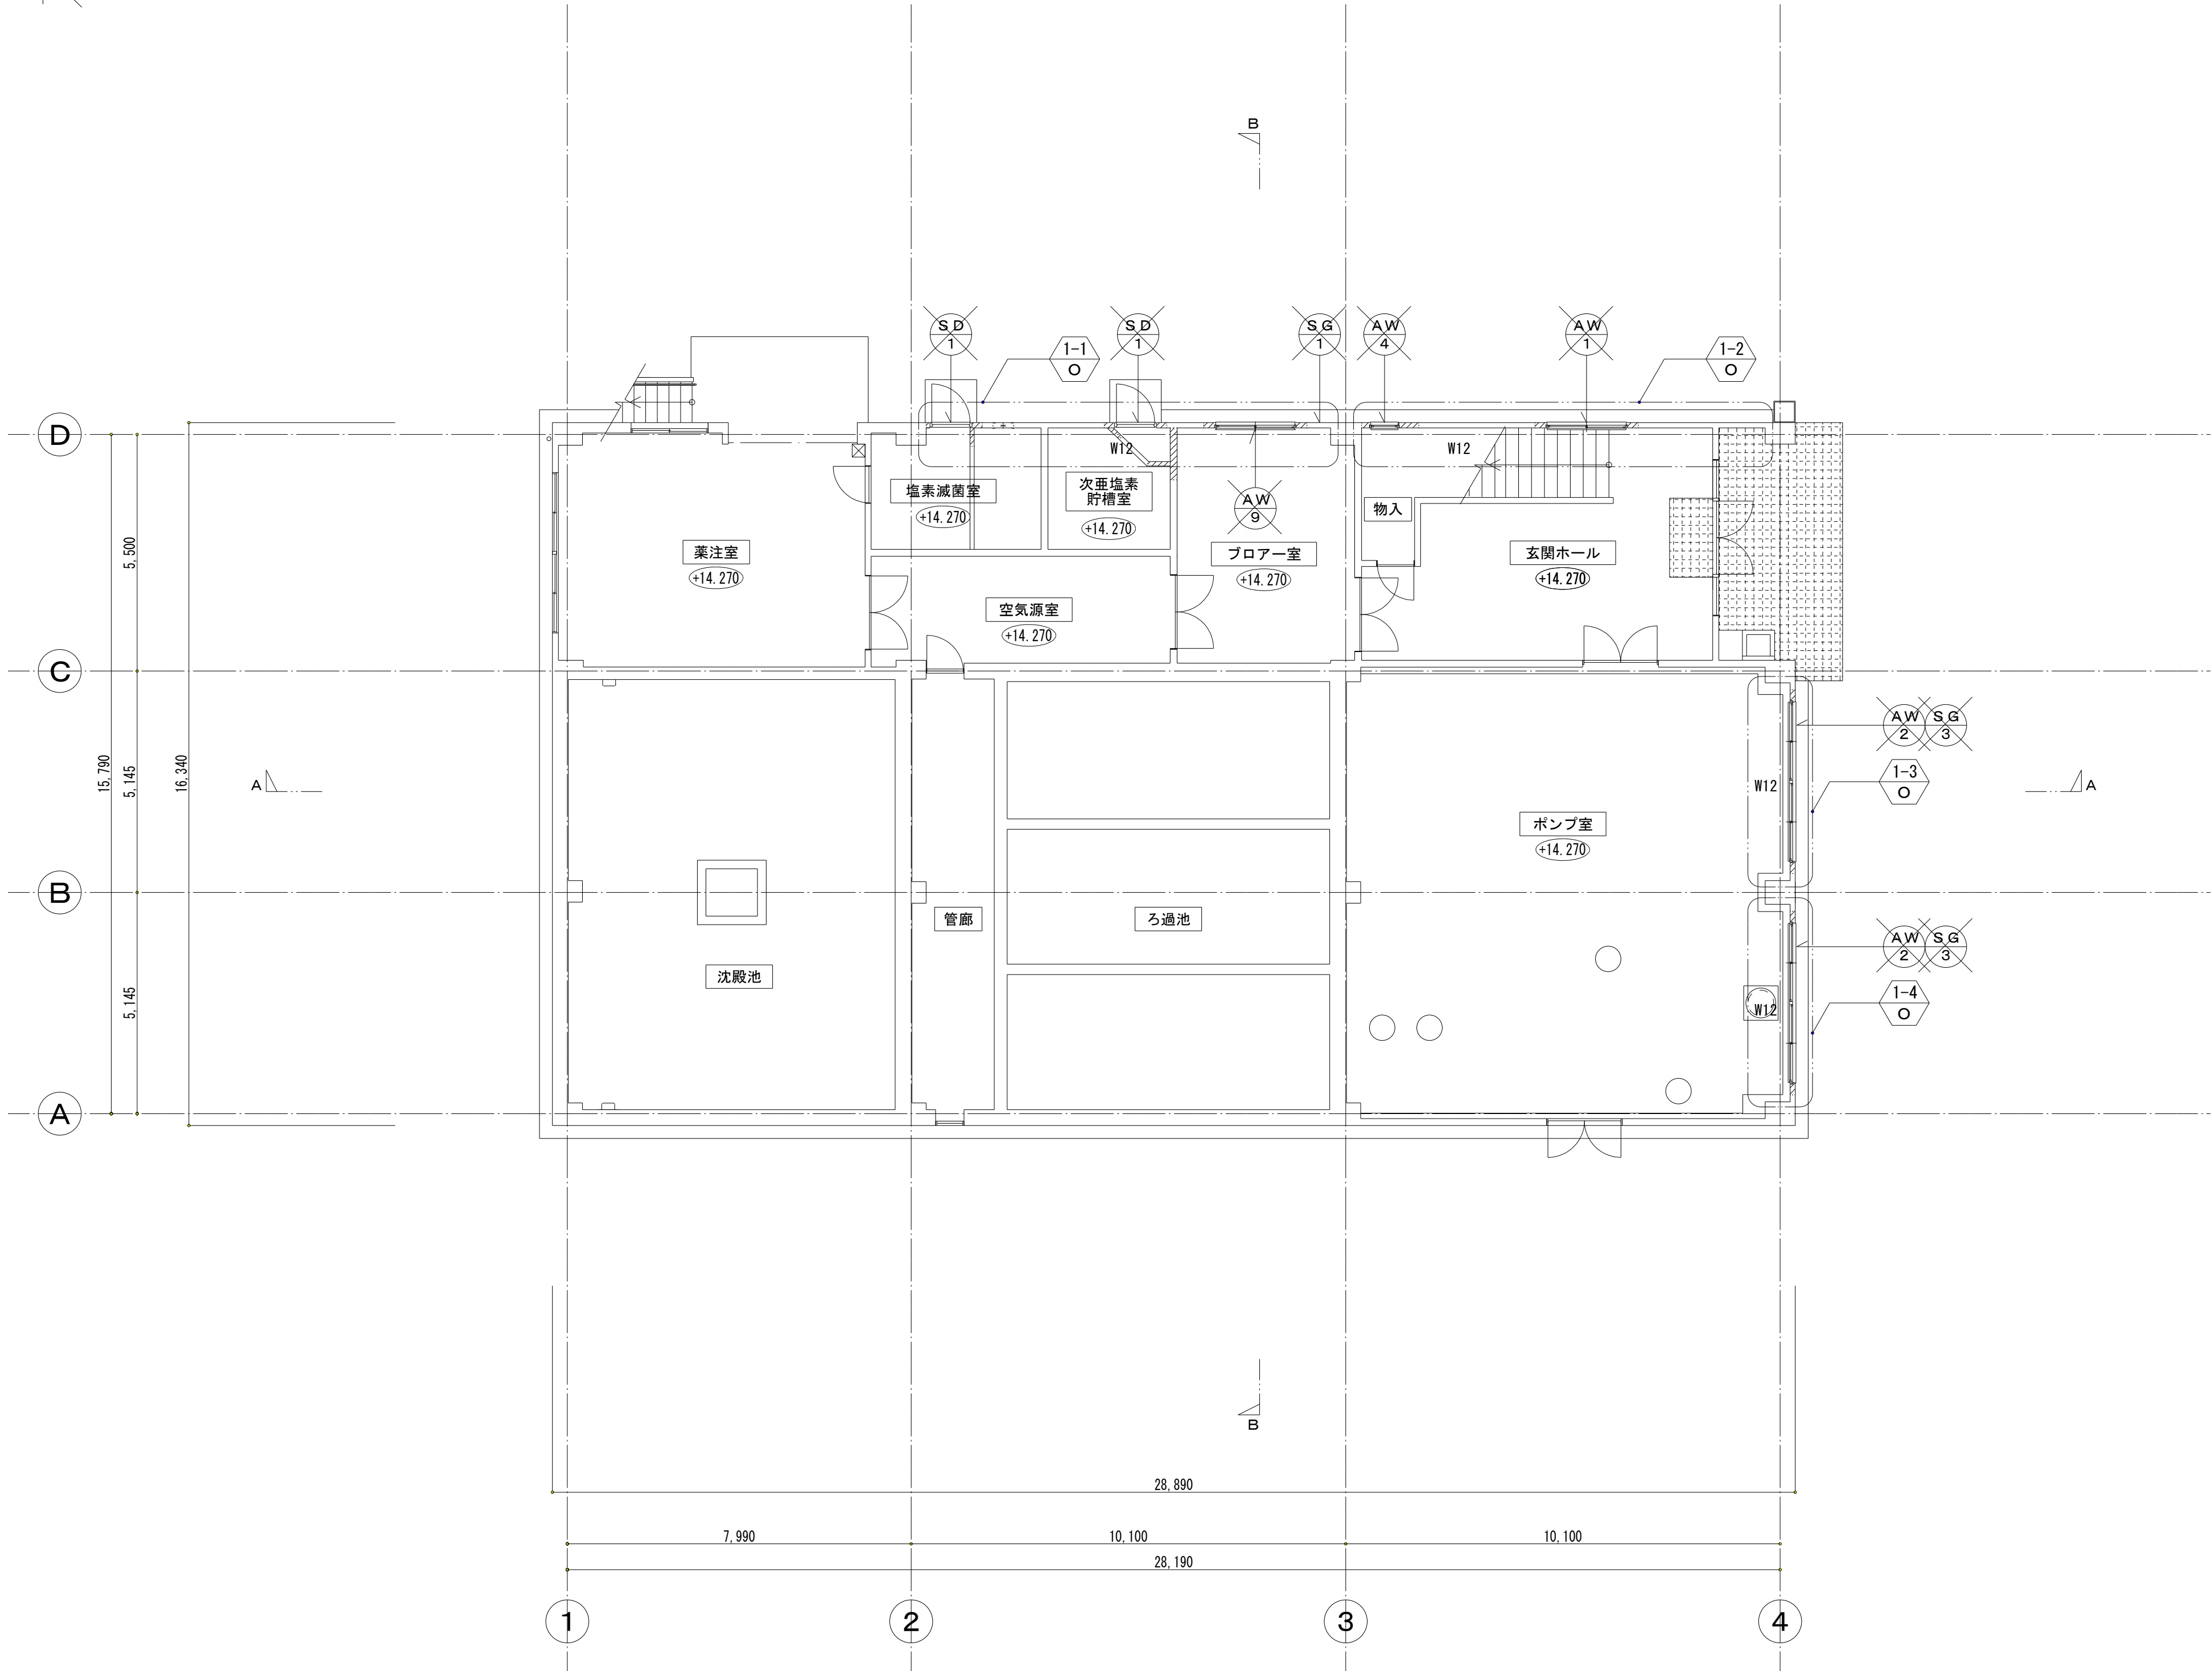 B
SD
1
SD
1
SG
1
AW
4
AW
1
1-1
O
1-2
O
D
W12
W12
塩素滅菌室
+14.270
次亜塩素
貯槽室
+14.270
AW
9
物入
薬注室
+14.270
ブロアー室
+14.270
玄関ホール
+14.270
空気源室
+14.270
5,500
C
AW
2
SG
3
1-3
O
15,790
5,145
16,340
A
W12
A
ポンプ室
+14.270
B
管廊
ろ過池
AW
2
SG
3
沈殿池
5,145
W12
1-4
O
A
B
28,890
7,990
10,100
10,100
28,190
1
2
3
4